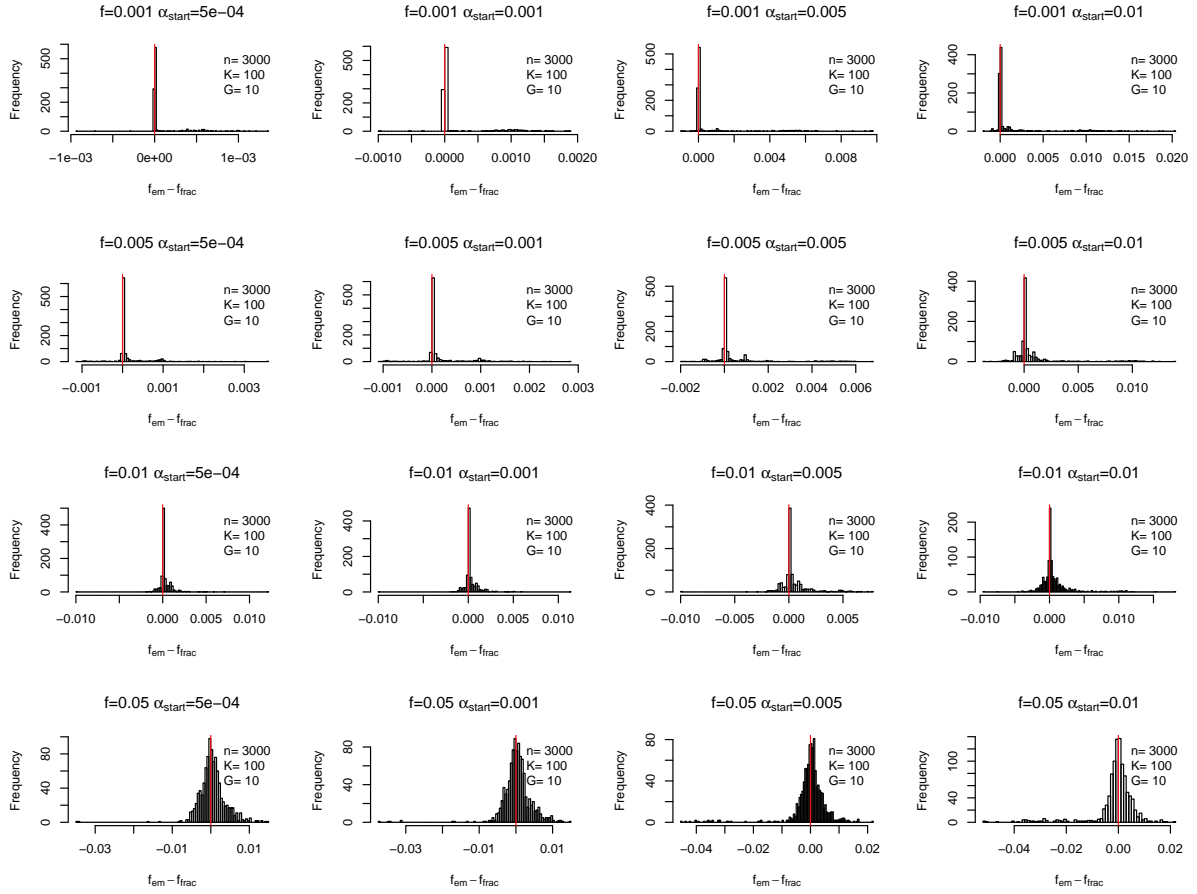 f=0.001 αstart=5e−04
Frequency
500
200
0
n= 3000
K= 100
G= 10
−1e−03 0e+00 1e−03
fem − ffrac
f=0.001 αstart=0.001
Frequency
600
400
200
0
n= 3000
K= 100
G= 10
−0.0010 0.0000 0.0010 0.0020
fem − ffrac
f=0.001 αstart=0.005
Frequency
500
200
0
n= 3000
K= 100
G= 10
0.000 0.004 0.008
fem − ffrac
f=0.001 αstart=0.01
Frequency
400
200
0
n= 3000
K= 100
G= 10
0.000 0.005 0.010 0.015 0.020
fem − ffrac
f=0.005 αstart=5e−04
Frequency
500
200
0
n= 3000
K= 100
G= 10
−0.001 0.001 0.003
fem − ffrac
f=0.005 αstart=0.001
Frequency
500
200
0
n= 3000
K= 100
G= 10
−0.001 0.000 0.001 0.002 0.003
fem − ffrac
f=0.005 αstart=0.005
Frequency
500
200
0
n= 3000
K= 100
G= 10
−0.002 0.000 0.002 0.004 0.006
fem − ffrac
f=0.005 αstart=0.01
Frequency
400
200
0
n= 3000
K= 100
G= 10
0.000 0.005 0.010
fem − ffrac
f=0.01 αstart=5e−04
Frequency
400
200
0
n= 3000
K= 100
G= 10
−0.010 0.000 0.010
fem − ffrac
f=0.01 αstart=0.001
Frequency
400
200
0
n= 3000
K= 100
G= 10
−0.010 0.000 0.010
fem − ffrac
f=0.01 αstart=0.005
Frequency
400
200
0
n= 3000
K= 100
G= 10
−0.010 −0.005 0.000 0.005
fem − ffrac
f=0.01 αstart=0.01
Frequency
200
100
0
n= 3000
K= 100
G= 10
−0.010 0.000 0.010
fem − ffrac
f=0.05 αstart=5e−04
Frequency
80
40
0
n= 3000
K= 100
G= 10
−0.03 −0.01 0.01
fem − ffrac
f=0.05 αstart=0.001
Frequency
80
40
0
n= 3000
K= 100
G= 10
−0.03 −0.01 0.01
fem − ffrac
f=0.05 αstart=0.005
Frequency
80
40
0
n= 3000
K= 100
G= 10
−0.04 −0.02 0.00 0.02
fem − ffrac
f=0.05 αstart=0.01
Frequency
100
40
0
n= 3000
K= 100
G= 10
−0.04 −0.02 0.00 0.02
fem − ffrac